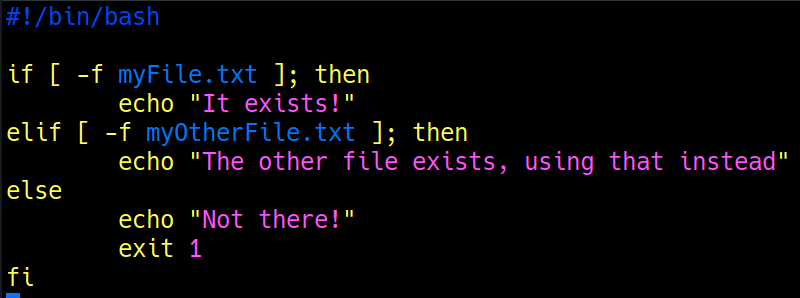 #!/bin/bash

if [ -f myFile.txt ]; then
        echo "It exists!"
elif [ -f myOtherFile.txt ]; then
        echo "The other file exists, using that instead"
else
        echo "Not there!"
        exit 1
fi